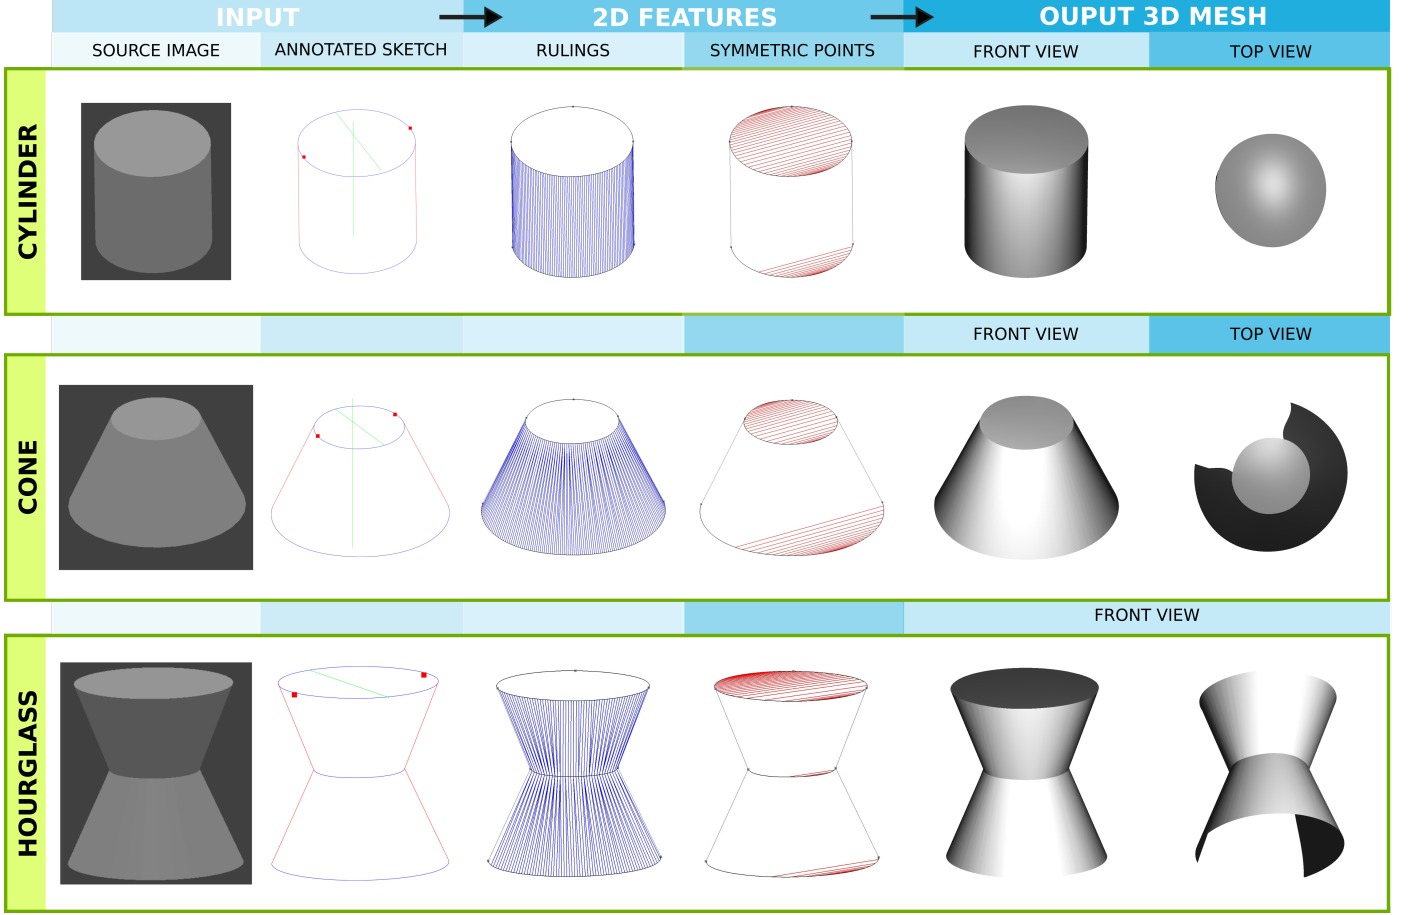 INPUT
2D FEATURES
OUPUT 3D MESH
SOURCE IMAGE
ANNOTATED SKETCH
RULINGS
SYMMETRIC POINTS
FRONT VIEW
TOP VIEW
CYLINDER
FRONT VIEW
TOP VIEW
CONE
FRONT VIEW
HOURGLASS